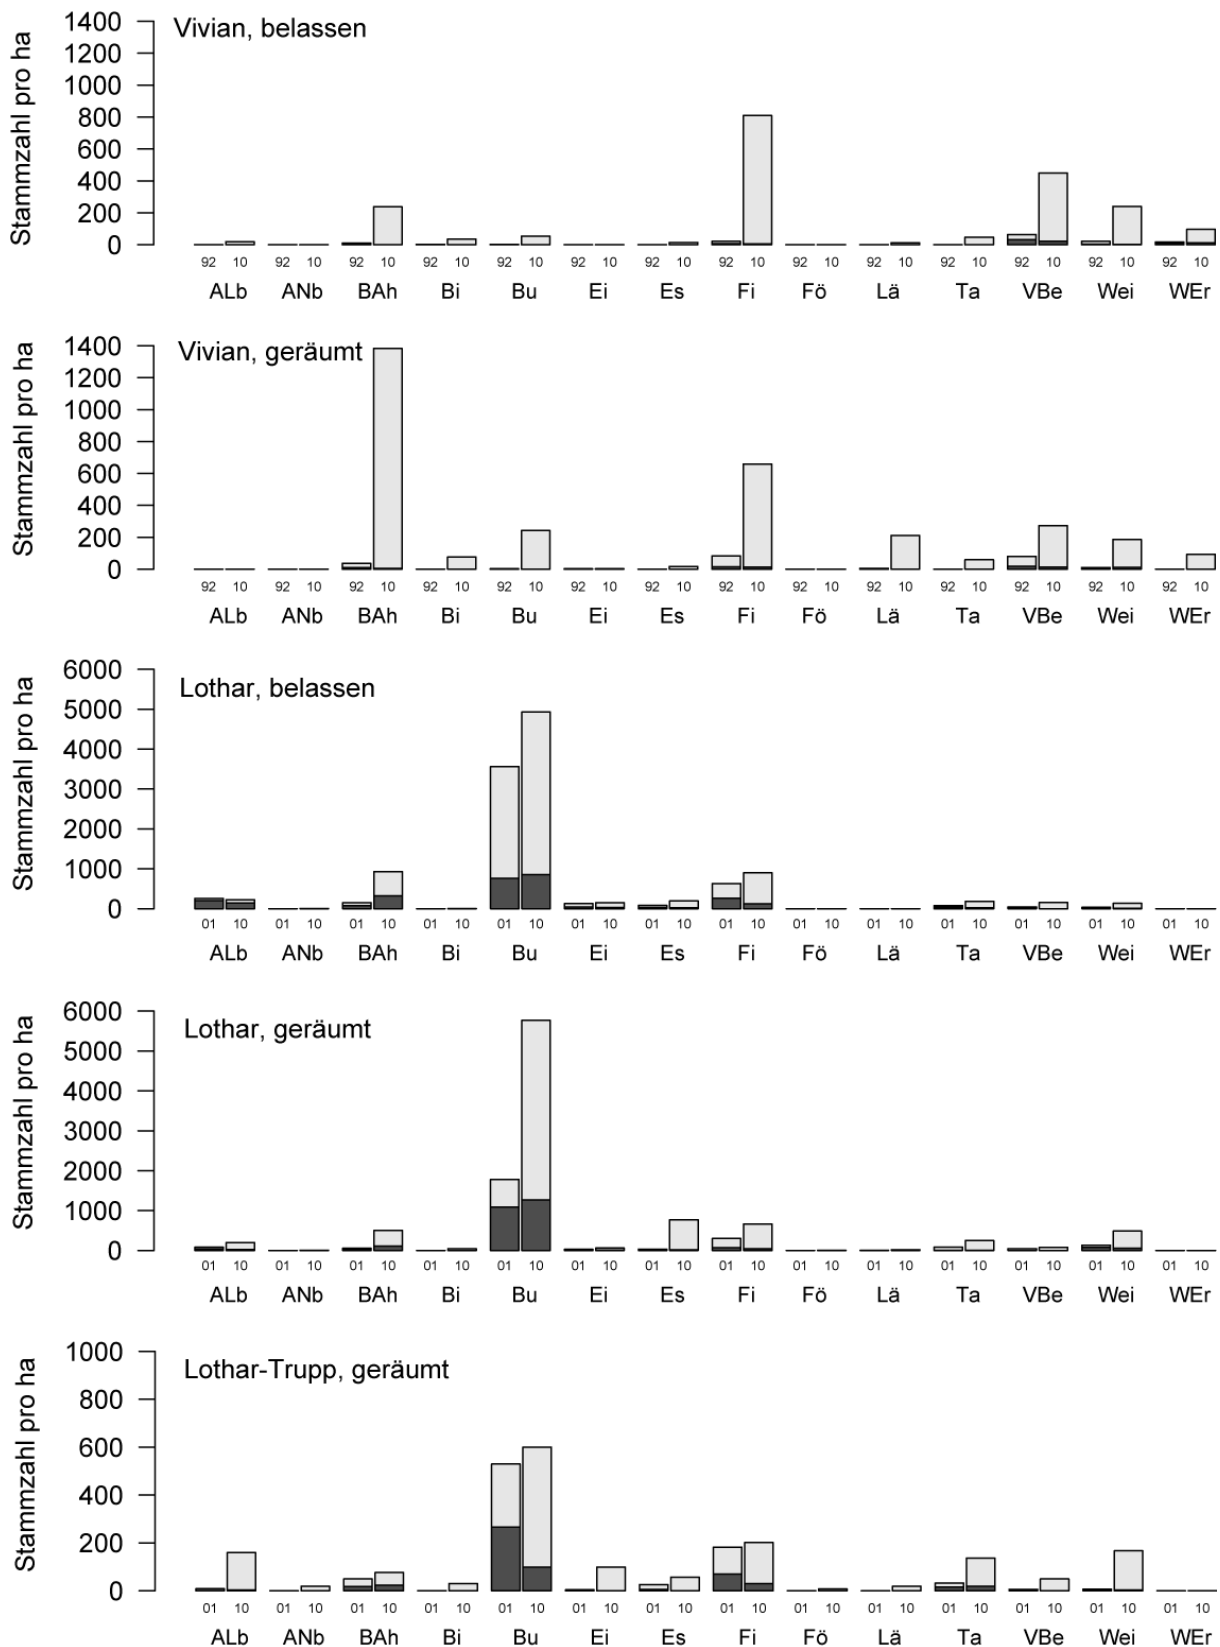 Vivian, belassen
Stammzahl pro ha
1400
1200
1000
800
600
400
200
0
92 10 92 10 92 10 92 10 92 10 92 10 92 10 92 10 92 10 92 10 92 10 92 10 92 10 92 10
ALb ANb BAh Bi Bu Ei Es Fi Fö Lä Ta VBe Wei WEr
Vivian, geräumt
Stammzahl pro ha
1400
1200
1000
800
600
400
200
0
92 10 92 10 92 10 92 10 92 10 92 10 92 10 92 10 92 10 92 10 92 10 92 10 92 10 92 10
ALb ANb BAh Bi Bu Ei Es Fi Fö Lä Ta VBe Wei WEr
Lothar, belassen
Stammzahl pro ha
6000
5000
4000
3000
2000
1000
0
01 10 01 10 01 10 01 10 01 10 01 10 01 10 01 10 01 10 01 10 01 10 01 10 01 10 01 10
ALb ANb BAh Bi Bu Ei Es Fi Fö Lä Ta VBe Wei WEr
Lothar, geräumt
Stammzahl pro ha
6000
5000
4000
3000
2000
1000
0
01 10 01 10 01 10 01 10 01 10 01 10 01 10 01 10 01 10 01 10 01 10 01 10 01 10 01 10
ALb ANb BAh Bi Bu Ei Es Fi Fö Lä Ta VBe Wei WEr
Lothar-Trupp, geräumt
Stammzahl pro ha
1000
800
600
400
200
0
01 10 01 10 01 10 01 10 01 10 01 10 01 10 01 10 01 10 01 10 01 10 01 10 01 10 01 10
ALb ANb BAh Bi Bu Ei Es Fi Fö Lä Ta VBe Wei WEr